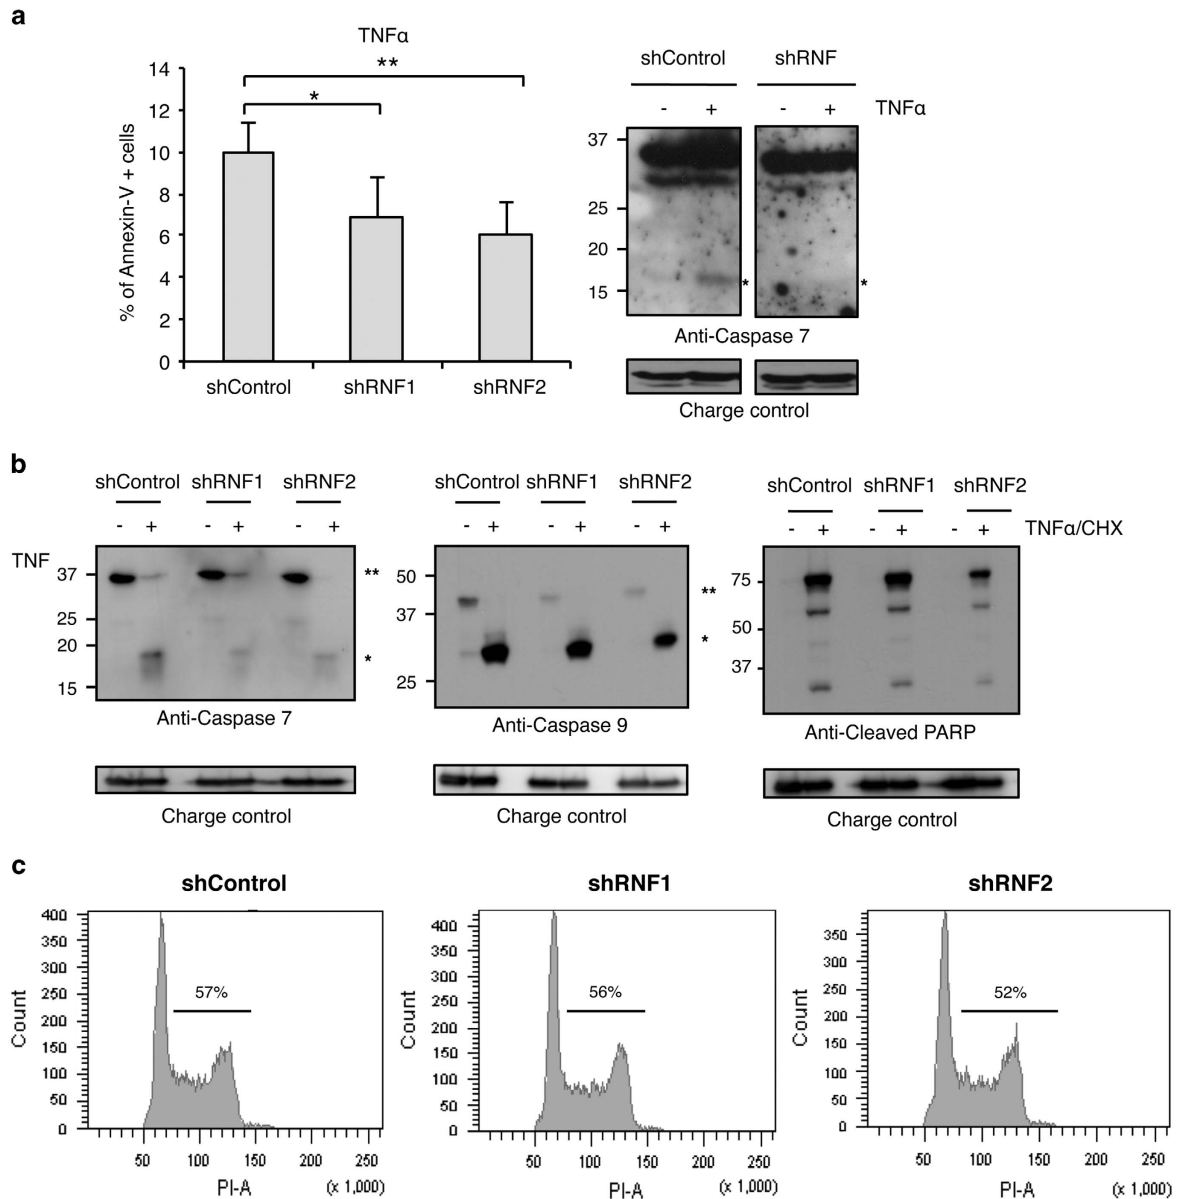 a
TNFα
**
*
14
12
10
8
6
4
2
0
% of Annexin-V + cells
shControl shRNF1 shRNF2
shControl shRNF
- + - + TNFα
37
25
20
15
* *
Anti-Caspase 7
Charge control
b
shControl shRNF1 shRNF2
- + - + - +
TNF
37
25
20
15
**
*
Anti-Caspase 7
Charge control
shControl shRNF1 shRNF2
- + - + - +
50
37
25
**
*
Anti-Caspase 9
Charge control
shControl shRNF1 shRNF2
- + - + - + TNFα/CHX
75
50
37
Anti-Cleaved PARP
Charge control
c
shControl
Count
400
350
300
250
200
150
100
50
0
57%
50 100 150 200 250
PI-A (x 1,000)
shRNF1
Count
400
350
300
250
200
150
100
50
0
56%
50 100 150 200 250
PI-A (x 1,000)
shRNF2
Count
350
300
250
200
150
100
50
0
52%
50 100 150 200 250
PI-A (x 1,000)